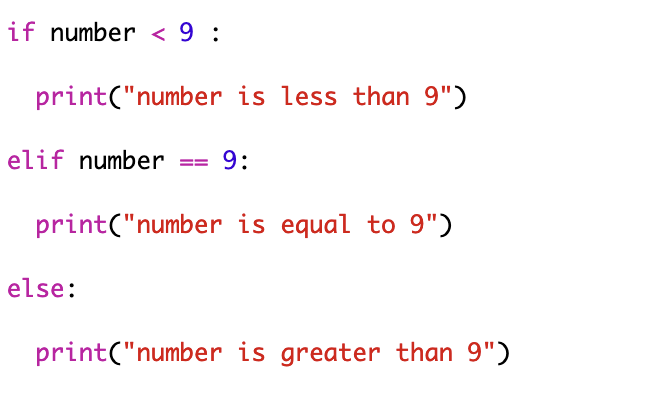 if number < 9 :
  print("number is less than 9")
elif number == 9:
  print("number is equal to 9")
else:
  print("number is greater than 9")